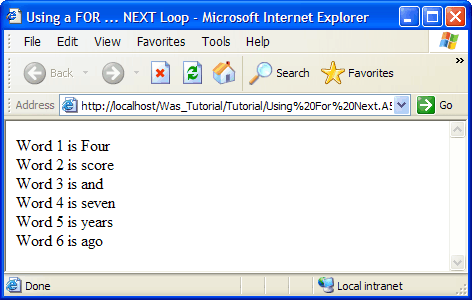 Using a FOR ... NEXT Loop - Microsoft Internet Explorer
File Edit View Favorites Tools Help
Back Search Favorites »
Address http://localhost/Was_Tutorial/Tutorial/Using%20For%20Next.A5 Go
Word 1 is Four
Word 2 is score
Word 3 is and
Word 4 is seven
Word 5 is years
Word 6 is ago
Done Local intranet